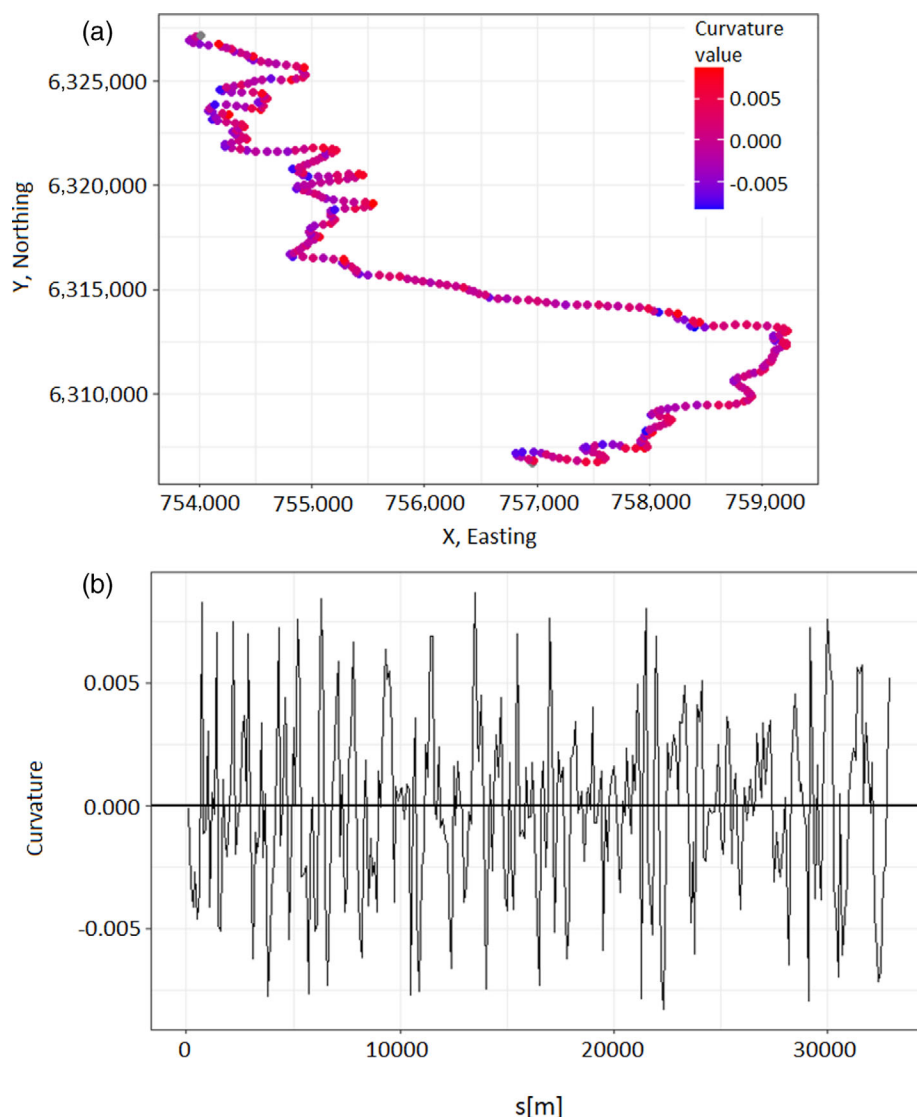 (a)
Curvature
value
0.005
0.000
-0.005
6,325,000
6,320,000
6,315,000
6,310,000
Y, Northing
754,000 755,000 756,000 757,000 758,000 759,000
X, Easting
(b)
0.005
0.000
-0.005
Curvature
0 10000 20000 30000
s[m]